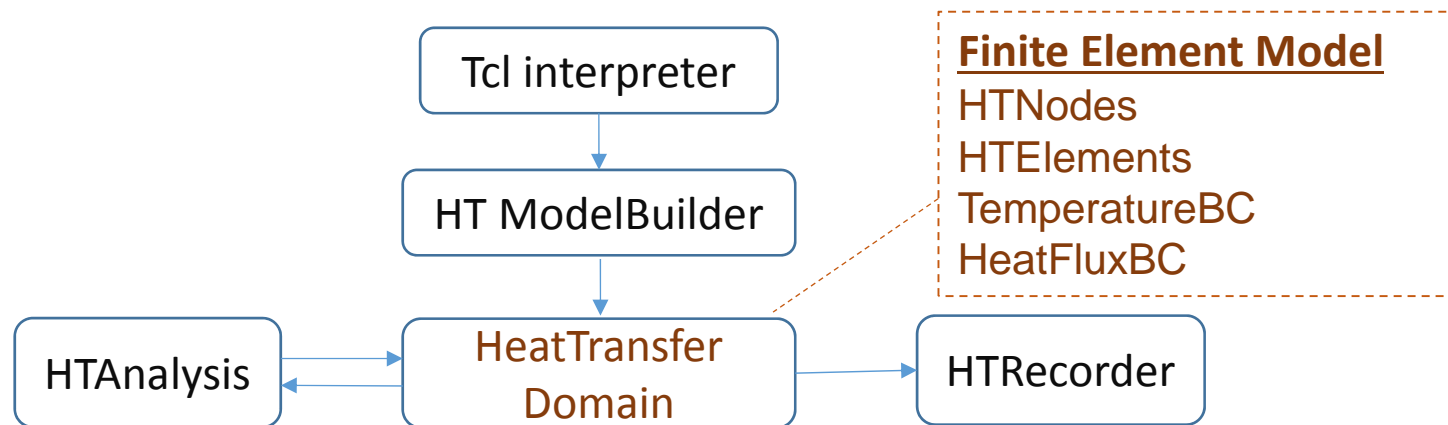 Tcl interpreter
HT ModelBuilder
HTAnalysis
HeatTransfer
Domain
HTRecorder
Finite Element Model
HTNodes
HTElements
TemperatureBC
HeatFluxBC